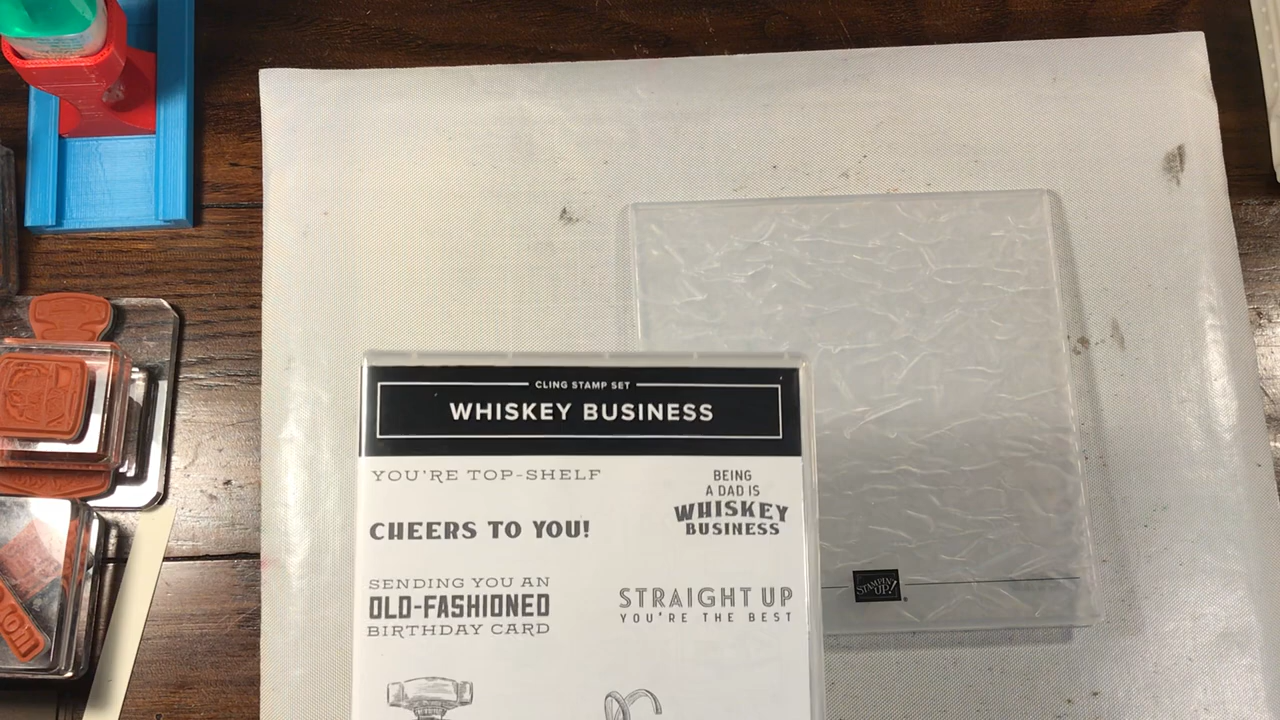 CLING STAMP SET
WHISKEY BUSINESS
YOU'RE TOP-SHELF
BEING
A DAD IS
WHISKEY
BUSINESS
CHEERS TO YOU!
SENDING YOU AN
OLD-FASHIONED
BIRTHDAY CARD
STRAIGHT UP
YOU'RE THE BEST
STAMPIN'
UP!